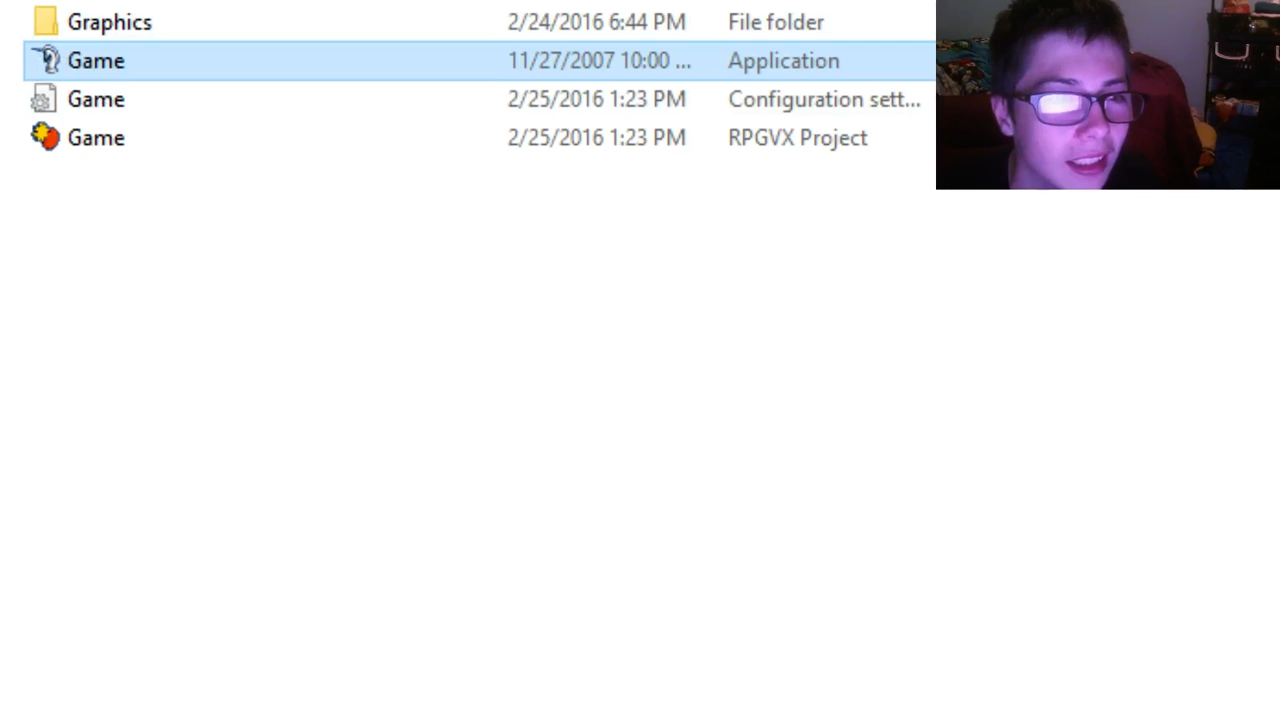 Graphics 2/24/2016 6:44 PM File folder
Game 11/27/2007 10:00 ... Application
Game 2/25/2016 1:23 PM Configuration sett...
Game 2/25/2016 1:23 PM RPGVX Project